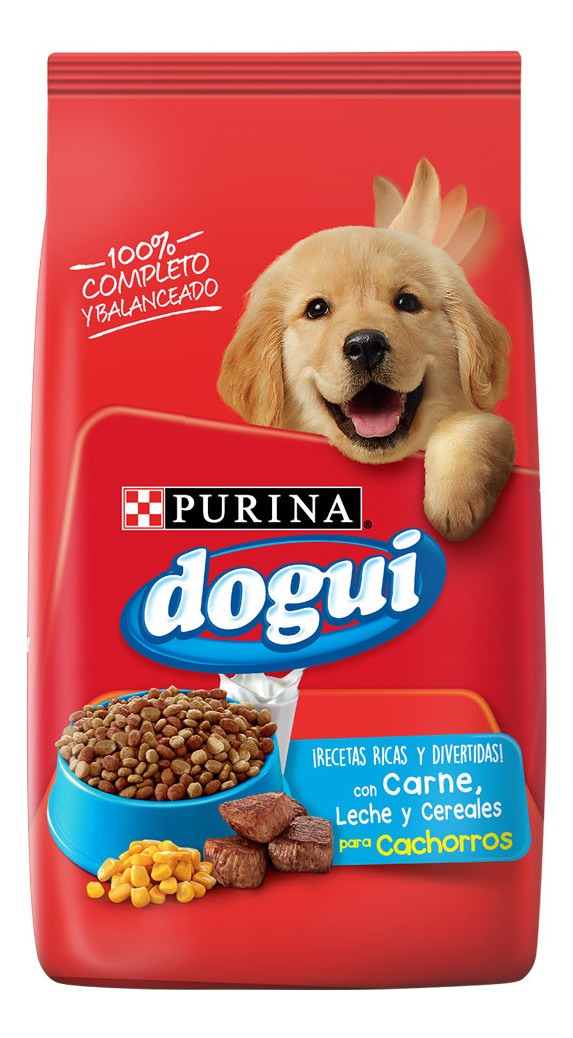 100%
COMPLETO
Y BALANCEADO
PURINA®
dogui
¡RECETAS RICAS Y DIVERTIDAS!
con Carne,
Leche y Cereales
para Cachorros